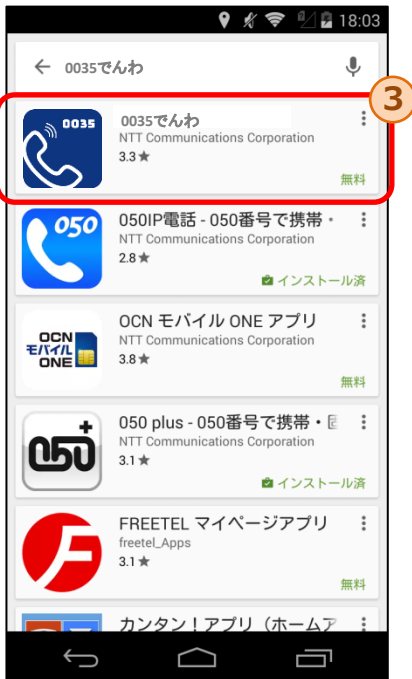 18:03
0035でんわ
3
0035
0035でんわ
NTT Communications Corporation
3.3★
無料
050
050IP電話 - 050番号で携帯・
NTT Communications Corporation
2.8★
インストール済
OCN
モバイル
ONE
OCN モバイル ONE アプリ
NTT Communications Corporation
3.8★
無料
050+
050 plus - 050番号で携帯・
NTT Communications Corporation
3.1★
インストール済
FREETEL マイページアプリ
freetel_Apps
3.1★
無料
カンタン！アプリ（ホームア